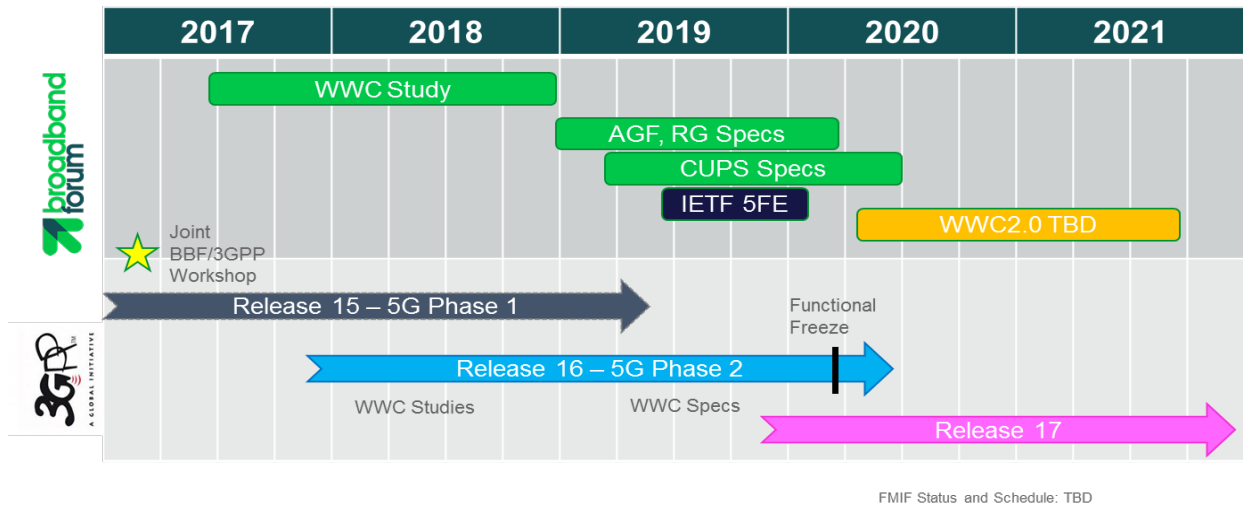 2017 2018 2019 2020 2021
broadband
forum
WWC Study
AGF, RG Specs
CUPS Specs
IETF 5FE
WWC2.0 TBD
Joint
BBF/3GPP
Workshop
Release 15 – 5G Phase 1
Functional
Freeze
3GPP™
A GLOBAL INITIATIVE
Release 16 – 5G Phase 2
WWC Studies
WWC Specs
Release 17
FMIF Status and Schedule: TBD